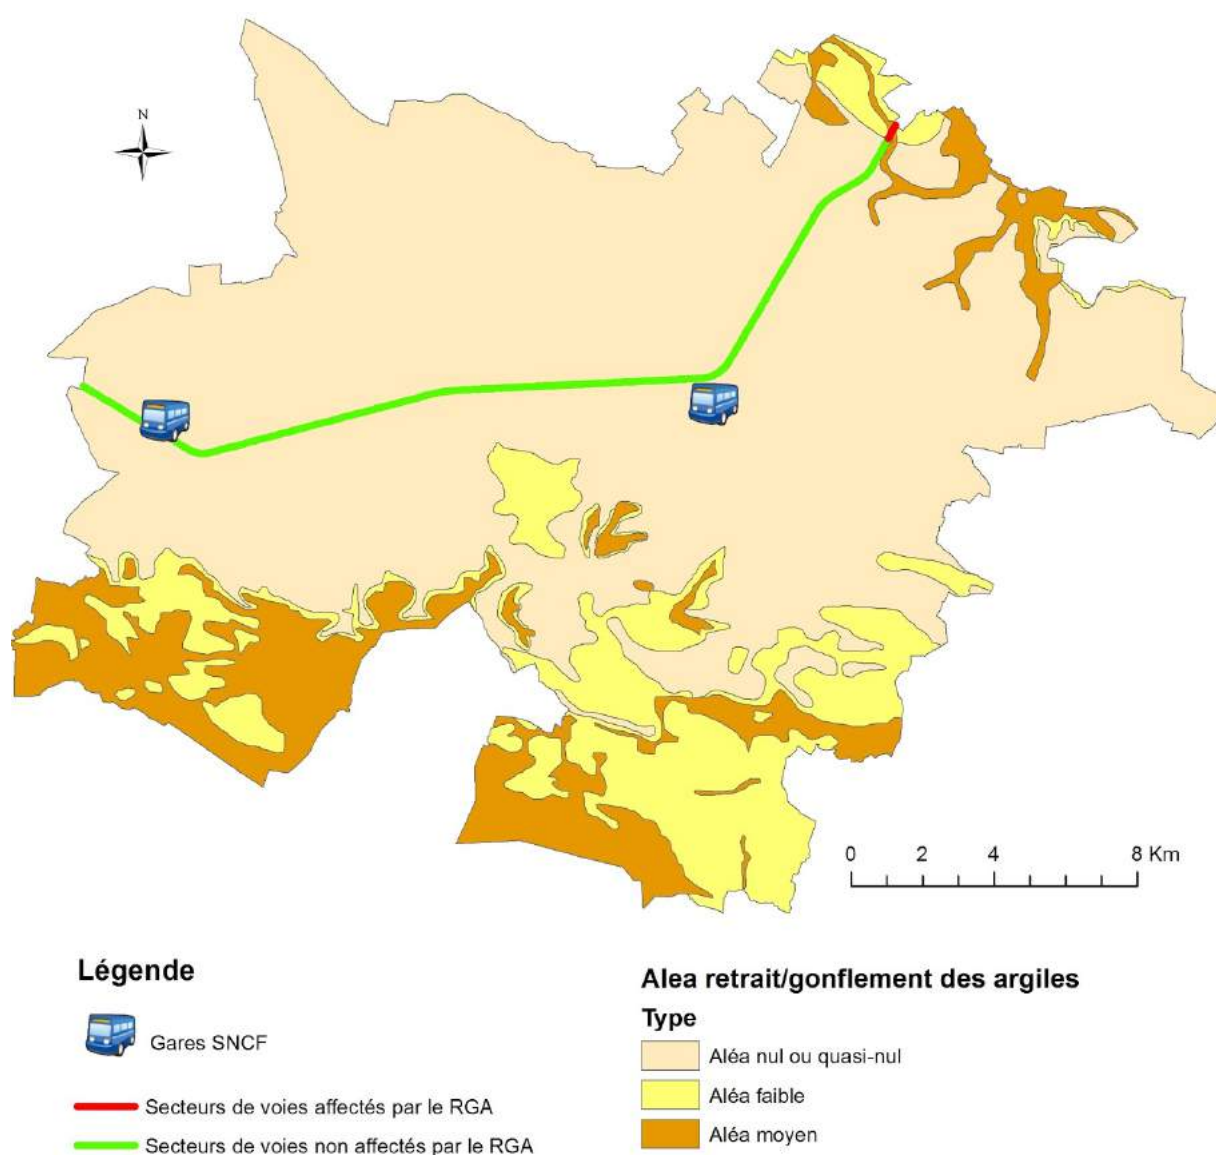 N
0 2 4 8 Km
Légende
Gares SNCF
Secteurs de voies affectés par le RGA
Secteurs de voies non affectés par le RGA
Alea retrait/gonflement des argiles
Type
Aléa nul ou quasi-nul
Aléa faible
Aléa moyen